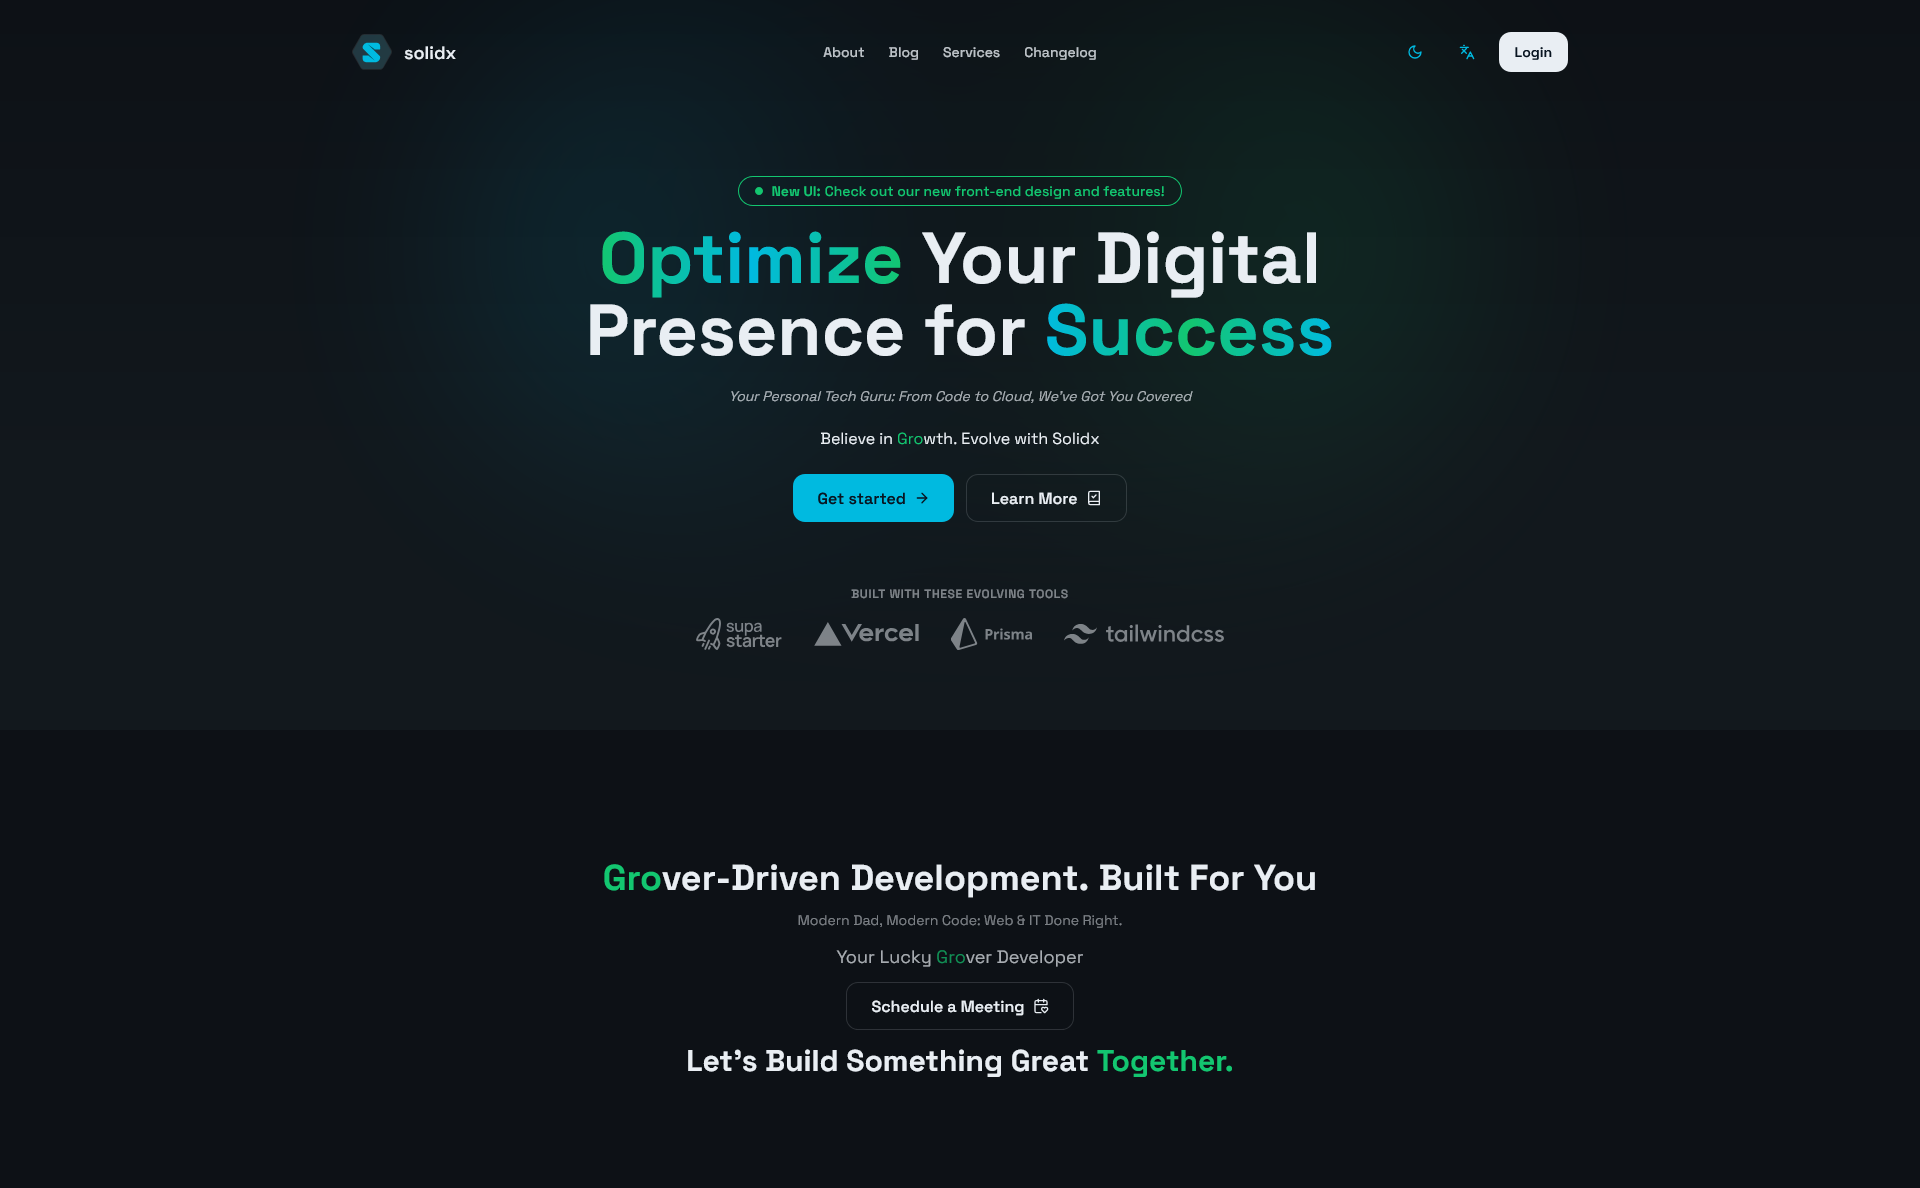 solidx
About Blog Services Changelog
Login
New UI: Check out our new front-end design and features!
Optimize Your Digital
Presence for Success
Your Personal Tech Guru: From Code to Cloud, We've Got You Covered
Believe in Growth. Evolve with Solidx
Get started
Learn More
BUILT WITH THESE EVOLVING TOOLS
supa
starter
Vercel
Prisma
tailwindcss
Grover-Driven Development. Built For You
Modern Dad, Modern Code: Web & IT Done Right.
Your Lucky Grover Developer
Schedule a Meeting
Let's Build Something Great Together.